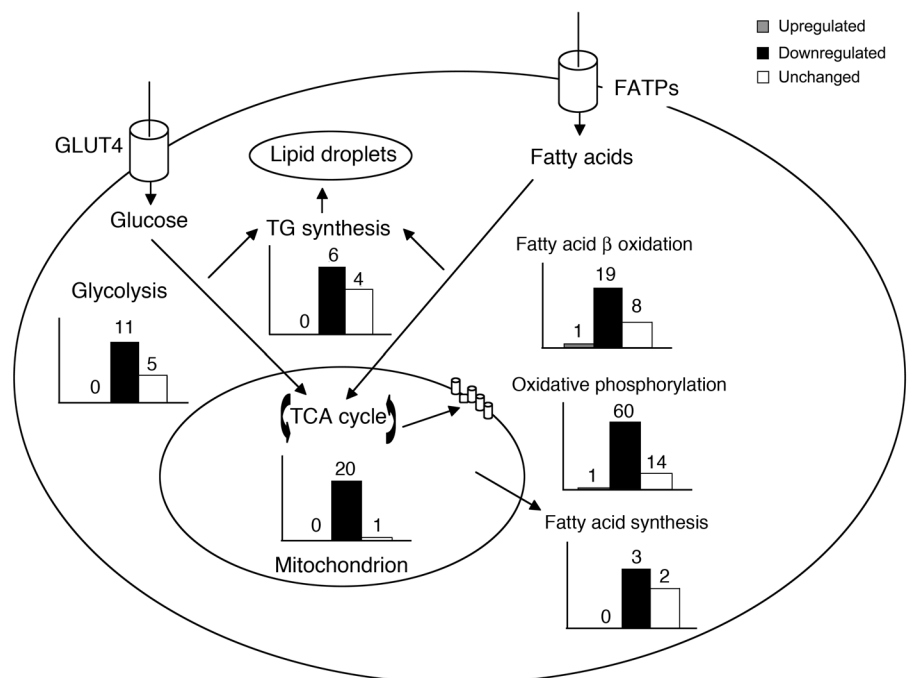 Upregulated
Downregulated
Unchanged
FATPs
GLUT4
Lipid droplets
Fatty acids
Glucose
TG synthesis
6
4
0
Fatty acid β oxidation
19
8
1
Glycolysis
11
5
0
Oxidative phosphorylation
60
14
1
TCA cycle
20
0
1
Mitochondrion
Fatty acid synthesis
3
2
0